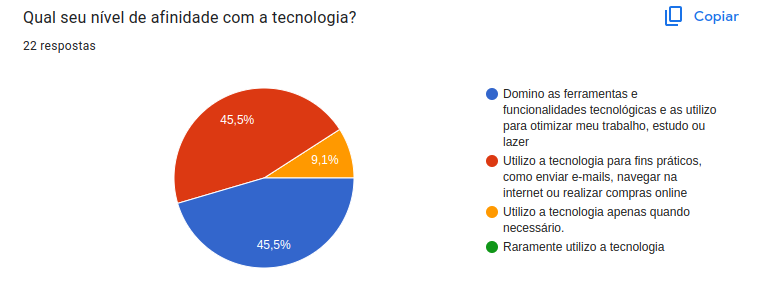 Qual seu nível de afinidade com a tecnologia?
Copiar
22 respostas
45,5%
9,1%
45,5%
Domino as ferramentas e
funcionalidades tecnológicas e as utilizo
para otimizar meu trabalho, estudo ou
lazer
Utilizo a tecnologia para fins práticos,
como enviar e-mails, navegar na
internet ou realizar compras online
Utilizo a tecnologia apenas quando
necessário.
Raramente utilizo a tecnologia